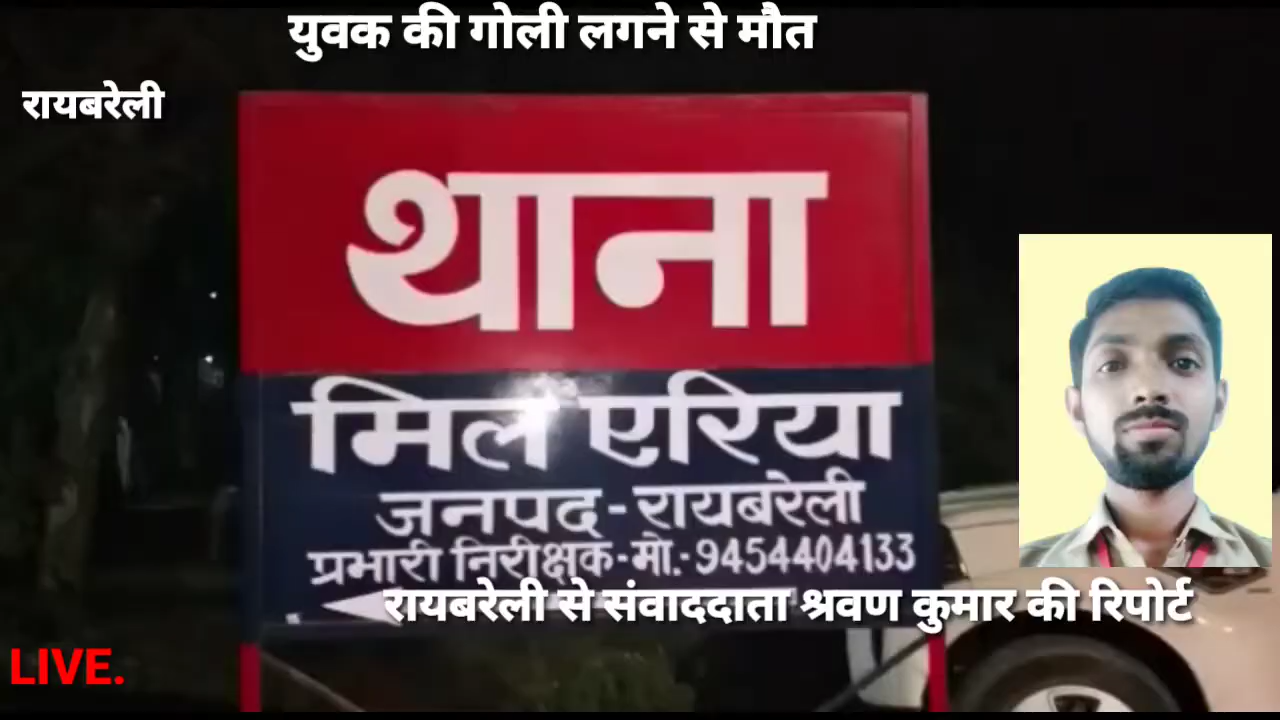 युवक की गोली लगने से मौत
रायबरेली
थाना
मिल एरिया
जनपद-रायबरेली
प्रभारी निरीक्षक-मो.-9454404133
रायबरेली से संवाददाता श्रवण कुमार की रिपोर्ट
LIVE.